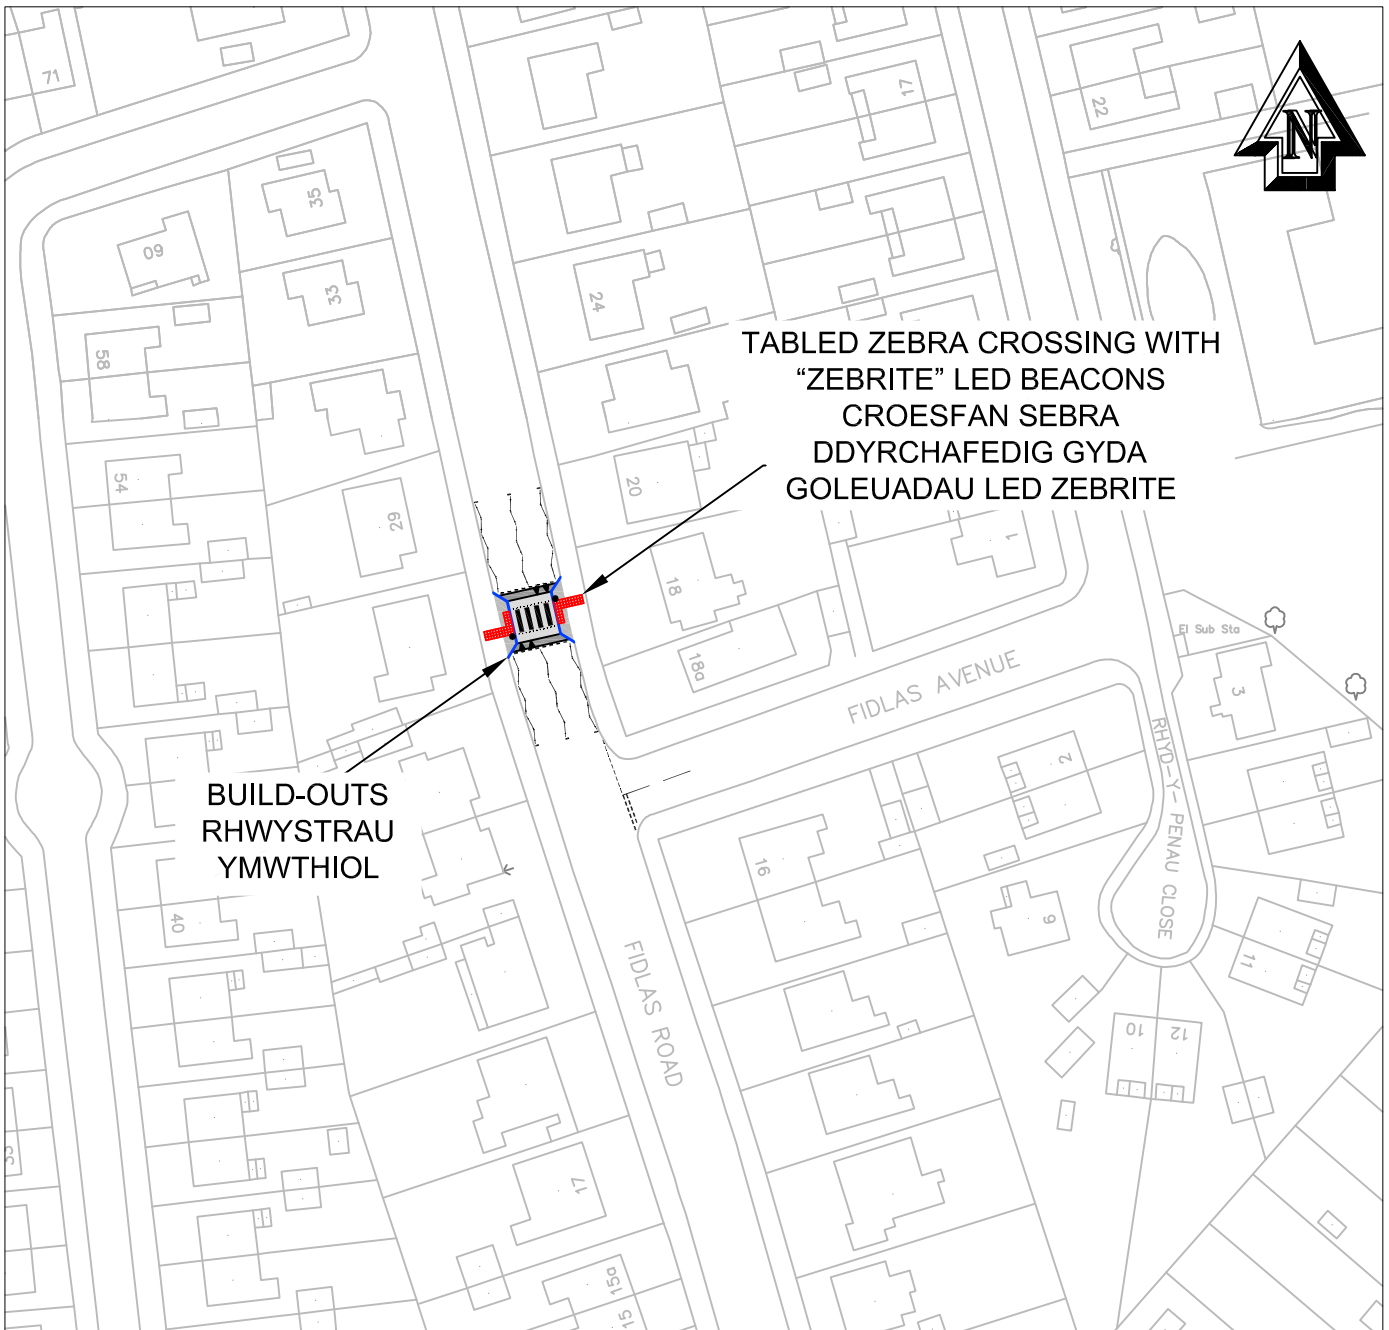 71
17
22
N
35
60
33
24
58
TABLED ZEBRA CROSSING WITH
“ZEBRITE” LED BEACONS
CROESFAN SEBRA
DDYRCHAFEDIG GYDA
GOLEUADAU LED ZEBRITE
54
20
29
1
18
El Sub Sta
18a
FIDLAS AVENUE
3
RHYD-Y-PENAU CLOSE
2
BUILD-OUTS
RHWYSTRAU
YMWTHIOL
16
40
9
FIDLAS ROAD
11
10
12
17
15a
15